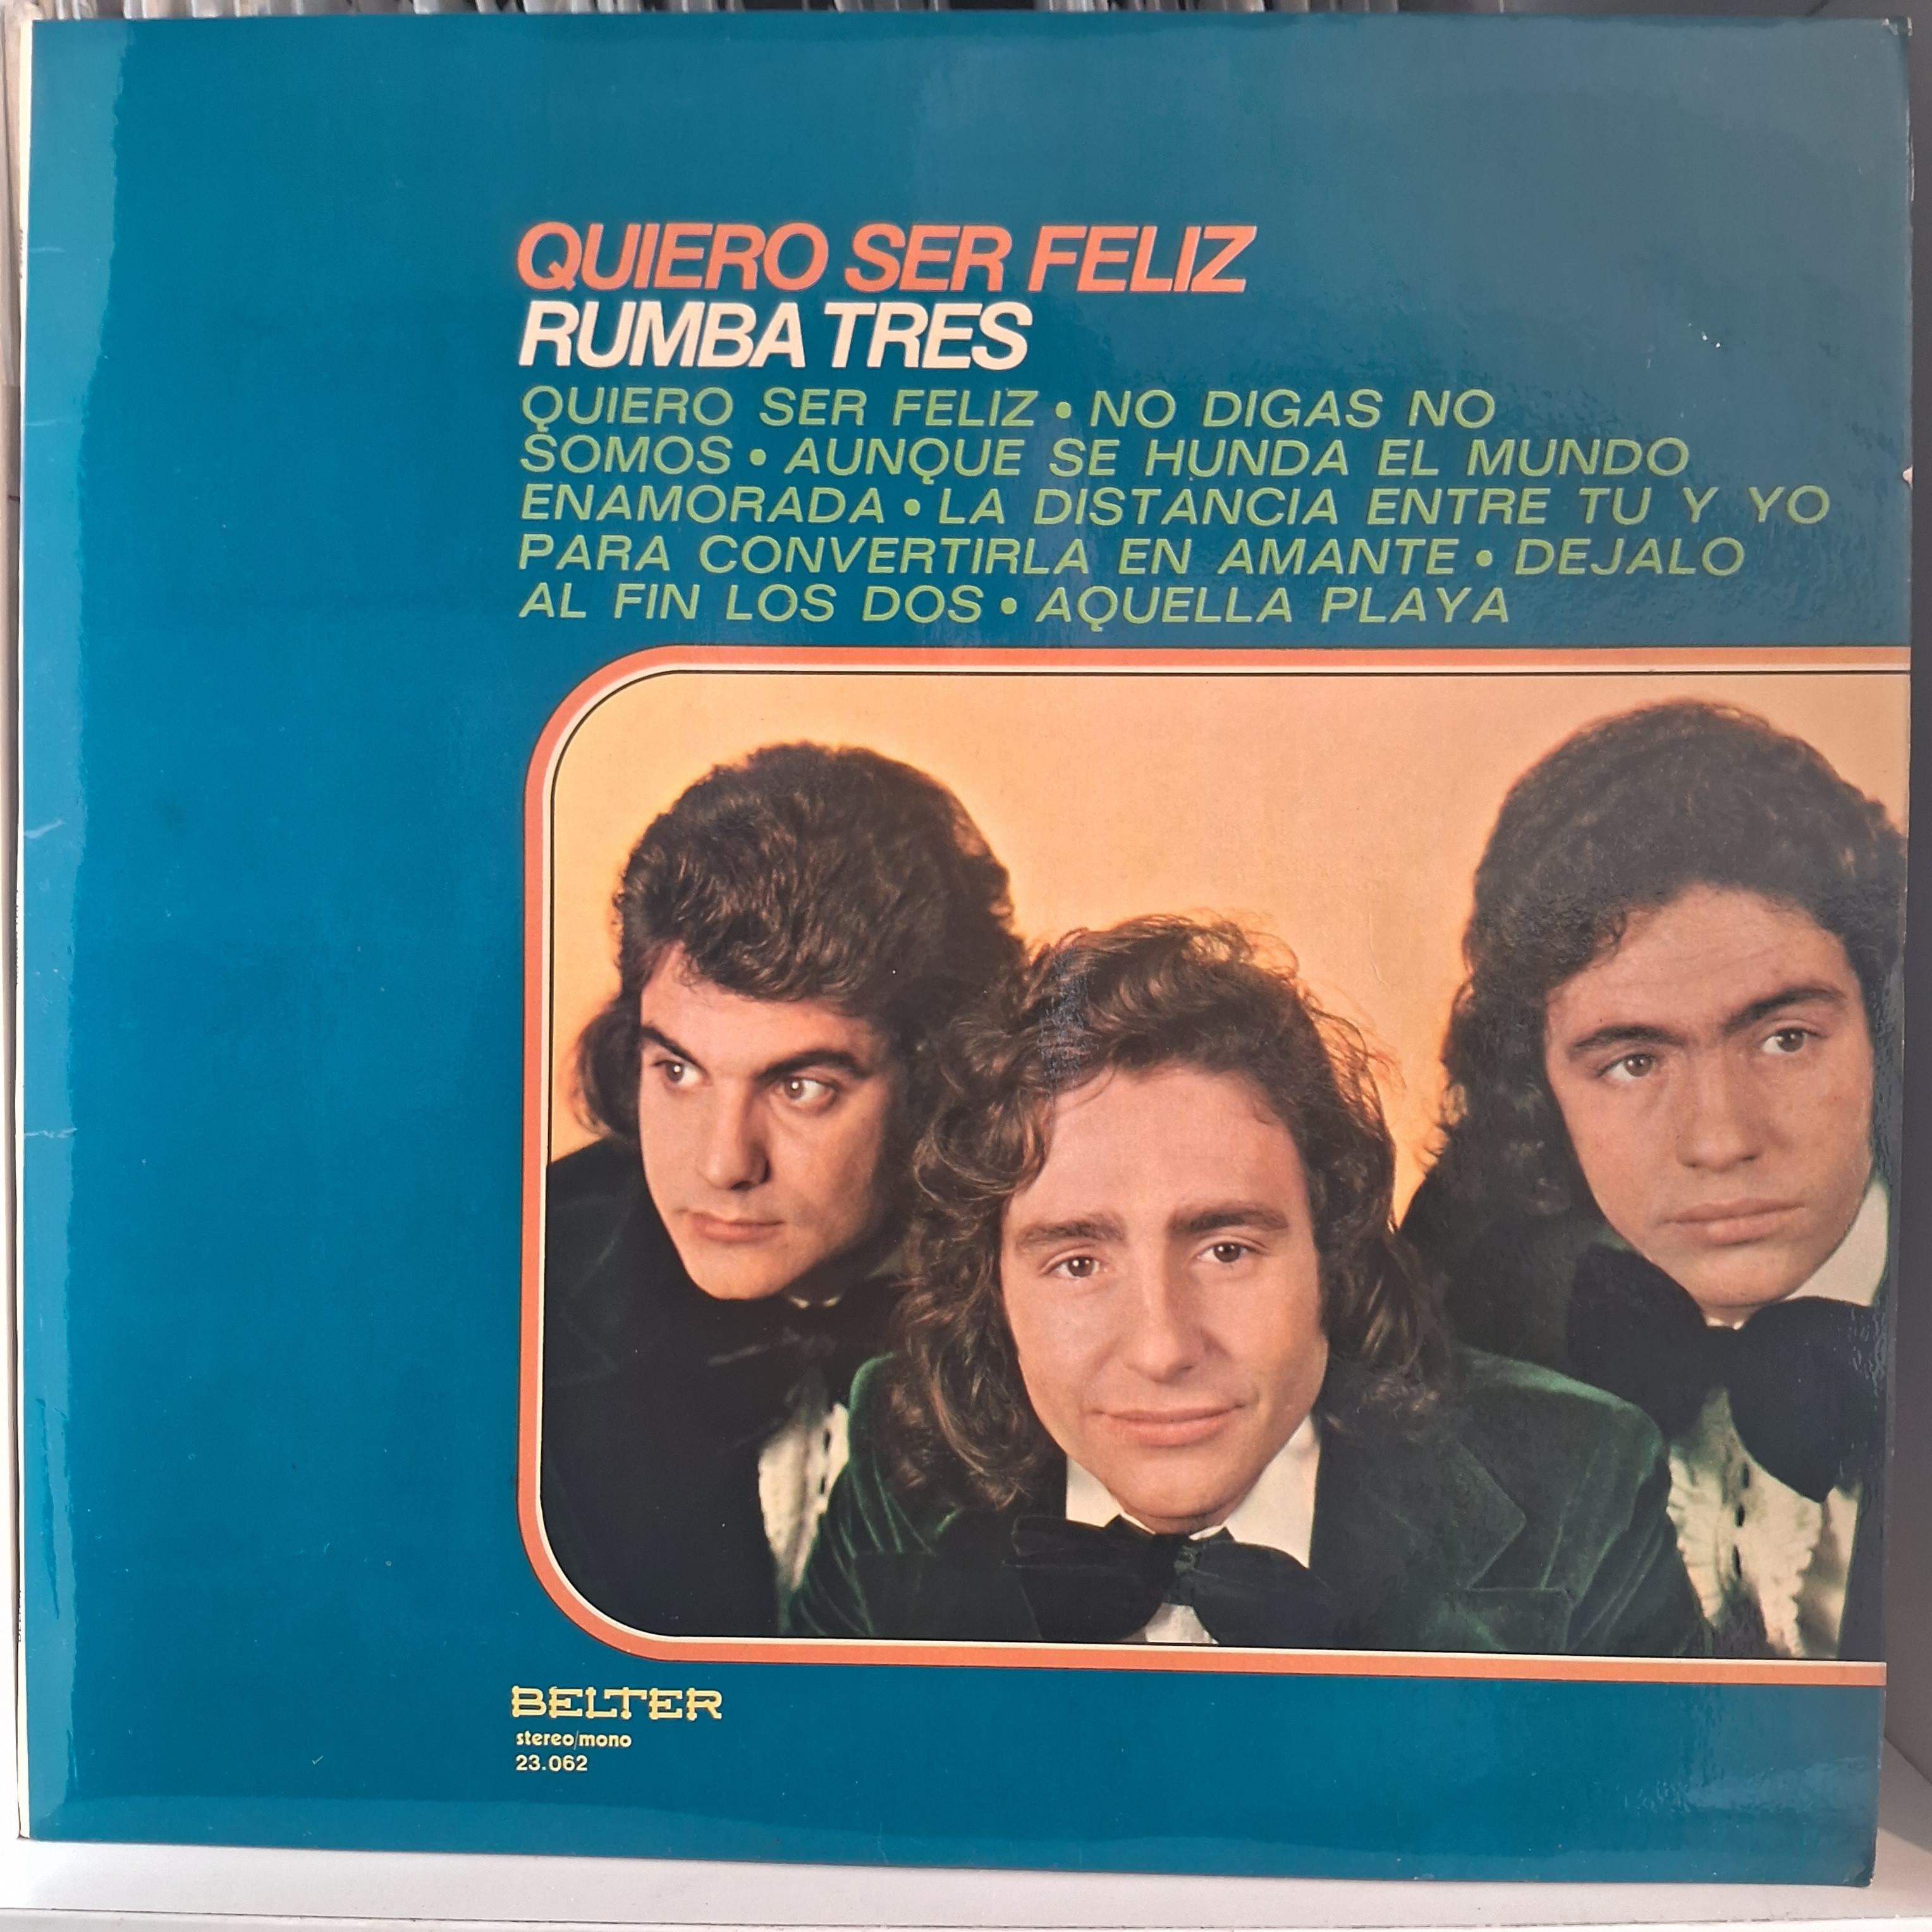 QUIERO SER FELIZ
RUMBA TRES
QUIERO SER FELIZ • NO DIGAS NO
SOMOS • AUNQUE SE HUNDA EL MUNDO
ENAMORADA • LA DISTANCIA ENTRE TU Y YO
PARA CONVERTIRLA EN AMANTE • DEJALO
AL FIN LOS DOS • AQUELLA PLAYA
BELTER
stereo/mono
23.062